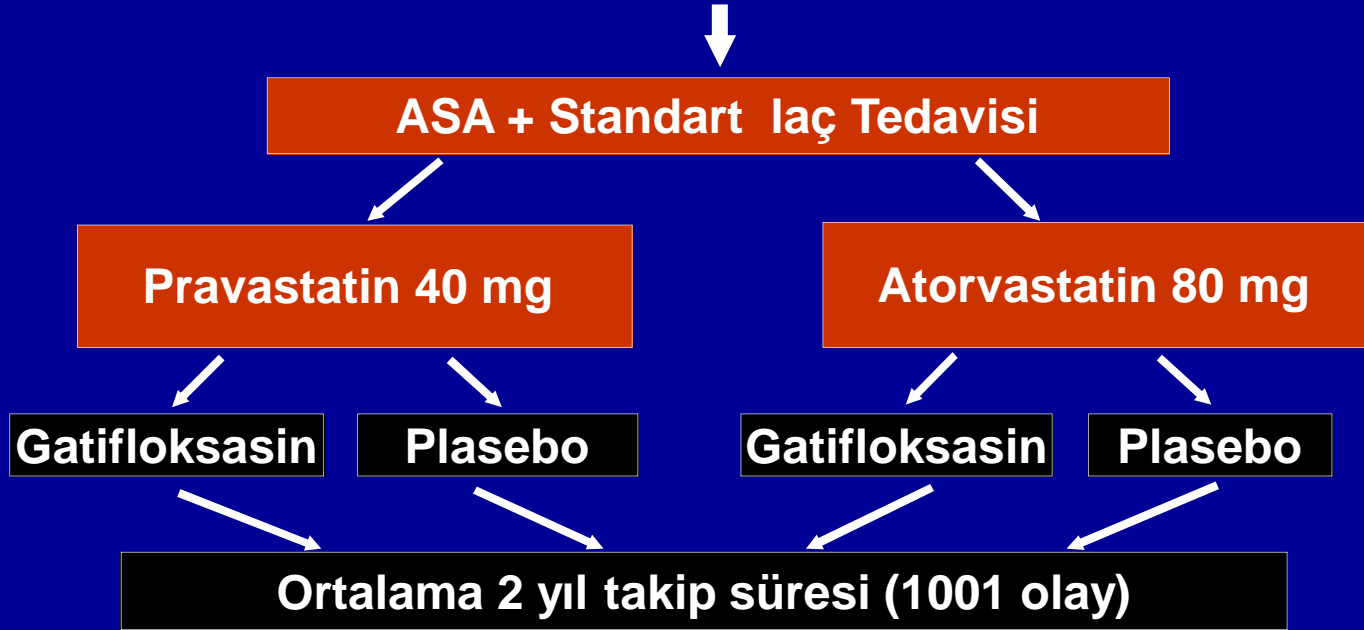 ASA + Standart laç Tedavisi
Pravastatin 40 mg
Atorvastatin 80 mg
Gatifloksasin
Plasebo
Gatifloksasin
Plasebo
Ortalama 2 yıl takip süresi (1001 olay)